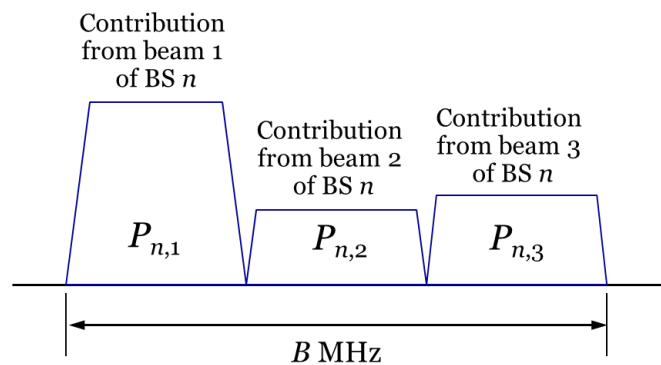 Contribution
from beam 1
of BS n
Contribution
from beam 2
of BS n
Contribution
from beam 3
of BS n
P_{n,1}
P_{n,2}
P_{n,3}
B MHz